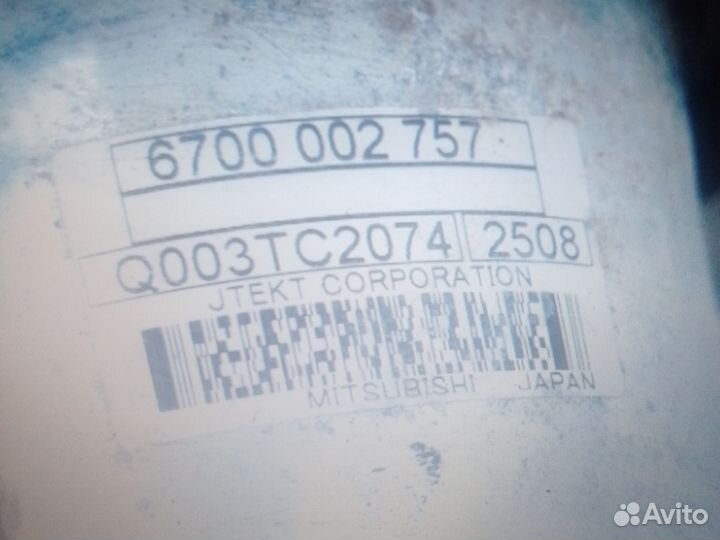 6700 002 757
Q003TC2074 2508
JTEKT CORPORATION
MITSUBISHI JAPAN
Avito